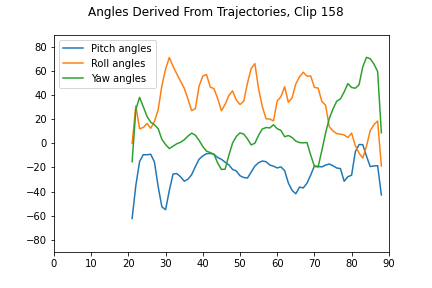 Angles Derived From Trajectories, Clip 158
Pitch angles
Roll angles
Yaw angles
80
60
40
20
0
−20
−40
−60
−80
0 10 20 30 40 50 60 70 80 90